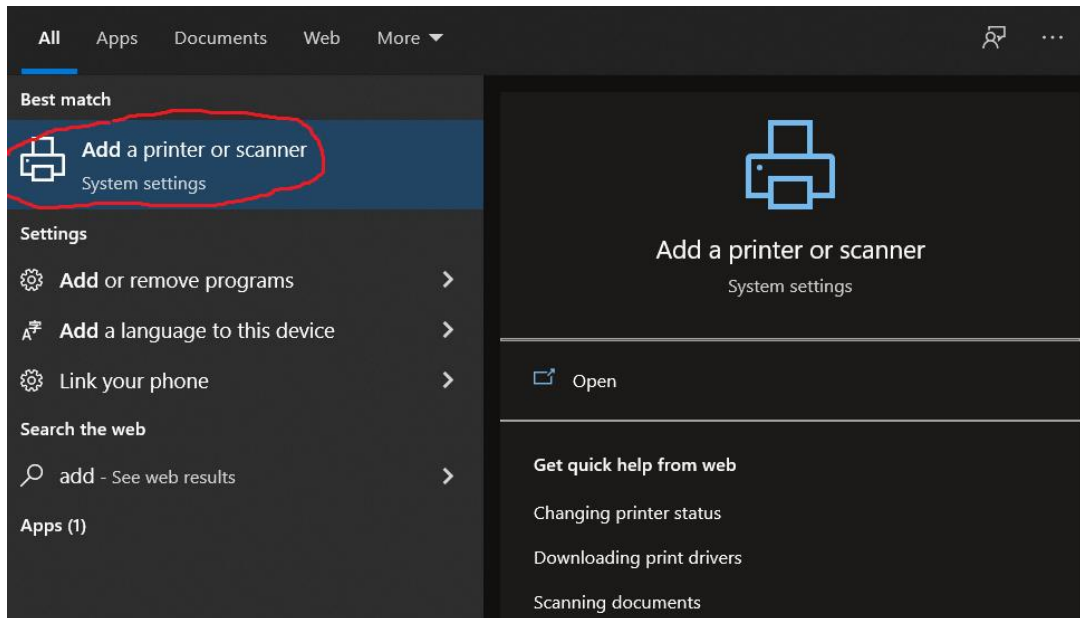 All Apps Documents Web More
Best match
Add a printer or scanner
System settings
Settings
Add or remove programs
Add a language to this device
Link your phone
Search the web
add - See web results
Apps (1)
Add a printer or scanner
System settings
Open
Get quick help from web
Changing printer status
Downloading print drivers
Scanning documents